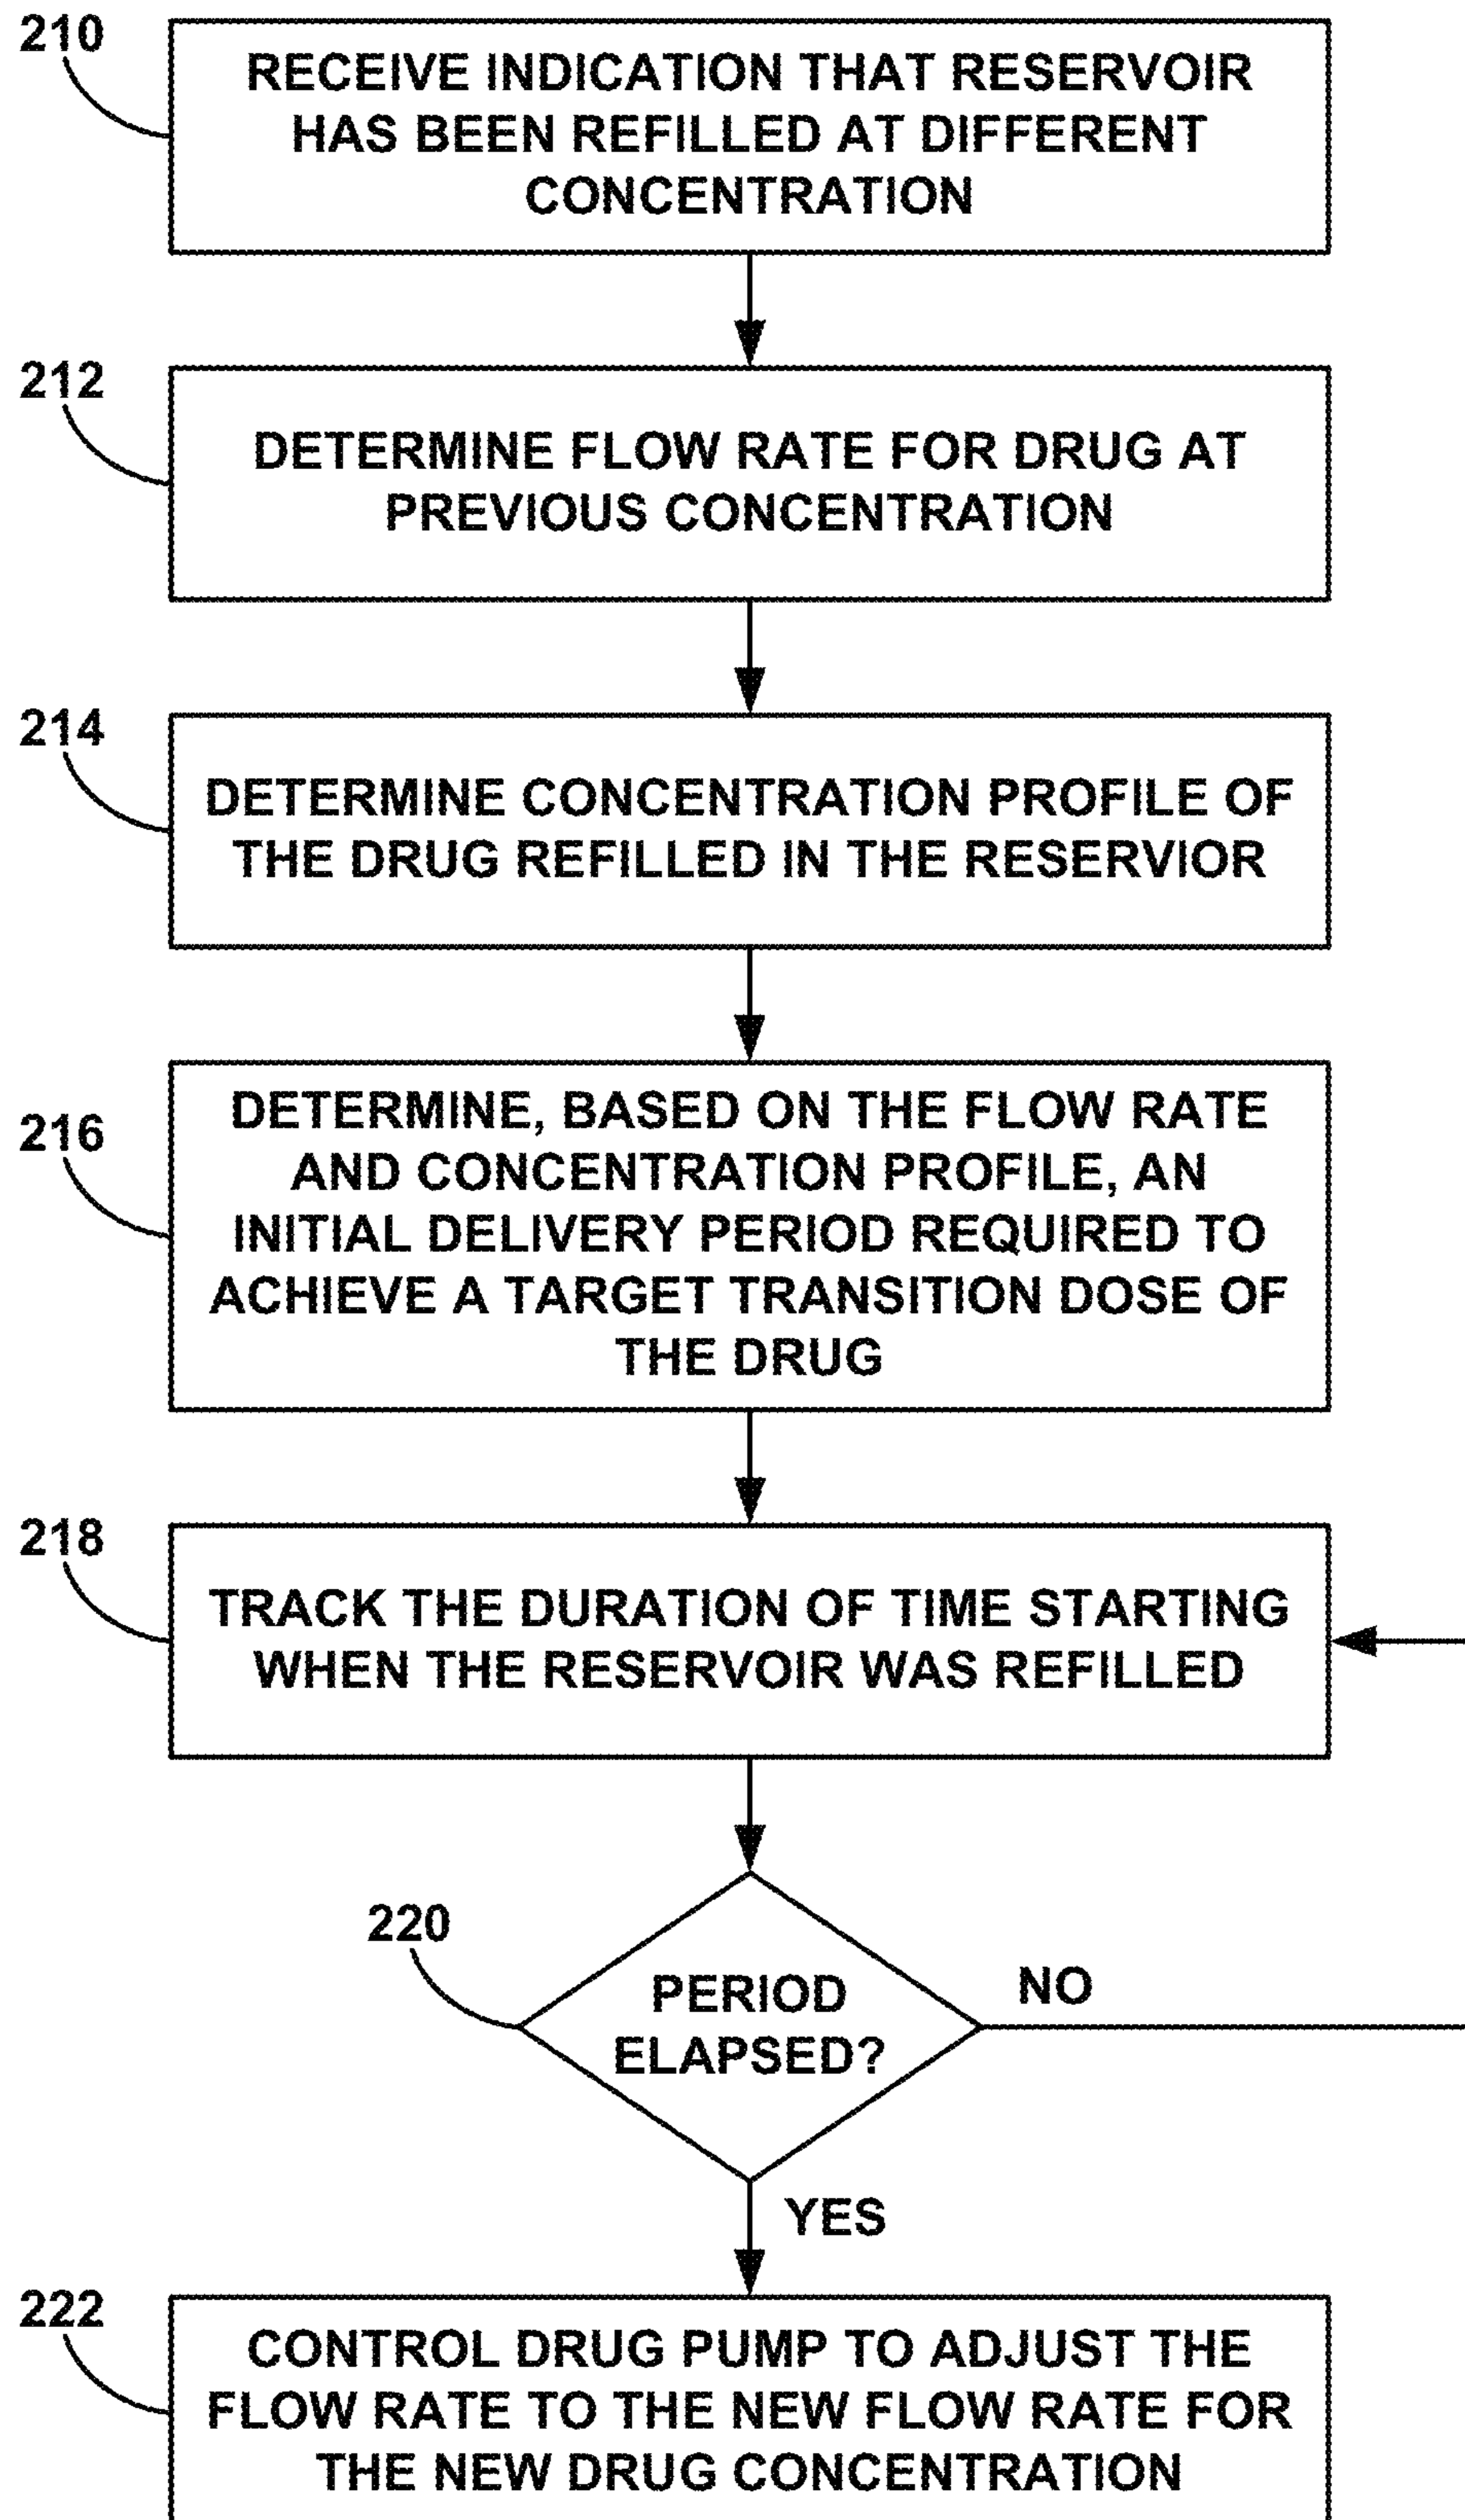 210
RECEIVE INDICATION THAT RESERVOIR
HAS BEEN REFILLED AT DIFFERENT
CONCENTRATION
212
DETERMINE FLOW RATE FOR DRUG AT
PREVIOUS CONCENTRATION
214
DETERMINE CONCENTRATION PROFILE OF
THE DRUG REFILLED IN THE RESERVIOR
216
DETERMINE, BASED ON THE FLOW RATE
AND CONCENTRATION PROFILE, AN
INITIAL DELIVERY PERIOD REQUIRED TO
ACHIEVE A TARGET TRANSITION DOSE OF
THE DRUG
218
TRACK THE DURATION OF TIME STARTING
WHEN THE RESERVOIR WAS REFILLED
220
PERIOD
ELAPSED?
NO
YES
222
CONTROL DRUG PUMP TO ADJUST THE
FLOW RATE TO THE NEW FLOW RATE FOR
THE NEW DRUG CONCENTRATION